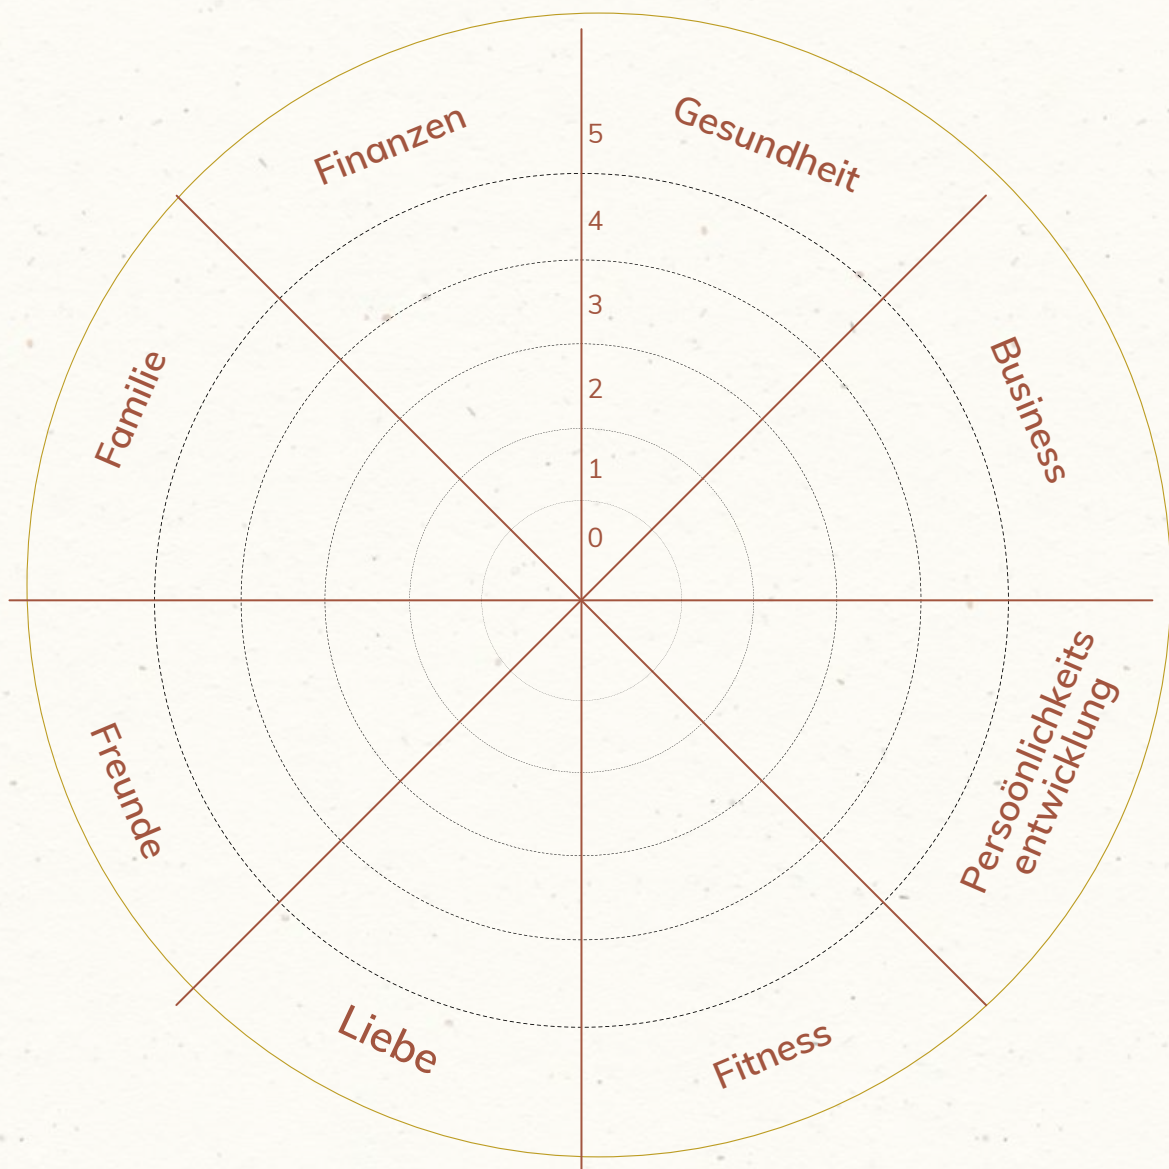 Finanzen
Gesundheit
5
4
3
2
1
0
Familie
Business
Freunde
Persoönlichkeits
entwicklung
Liebe
Fitness